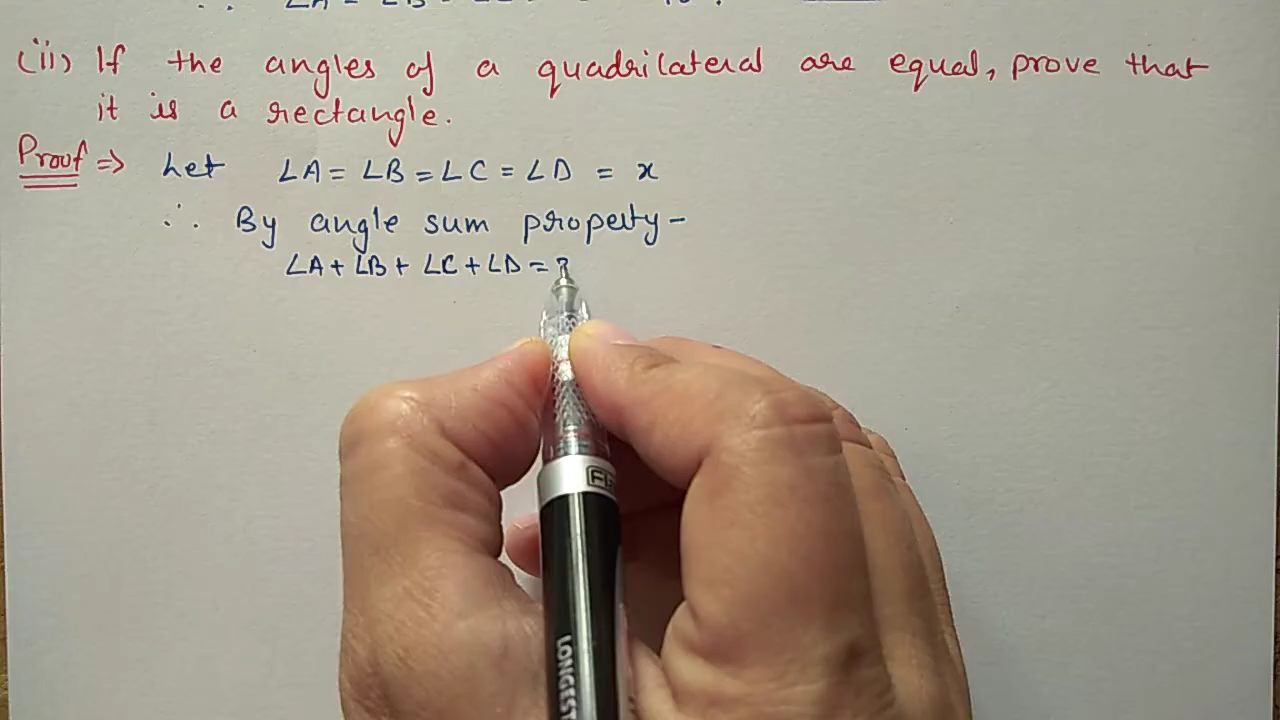 (ii) If the angles of a quadrilateral are equal, prove that
it is a rectangle.
Proof ⇒ Let ∠A = ∠B = ∠C = ∠D = x
∴ By angle sum property-
∠A + ∠B + ∠C + ∠D =
LONGEST